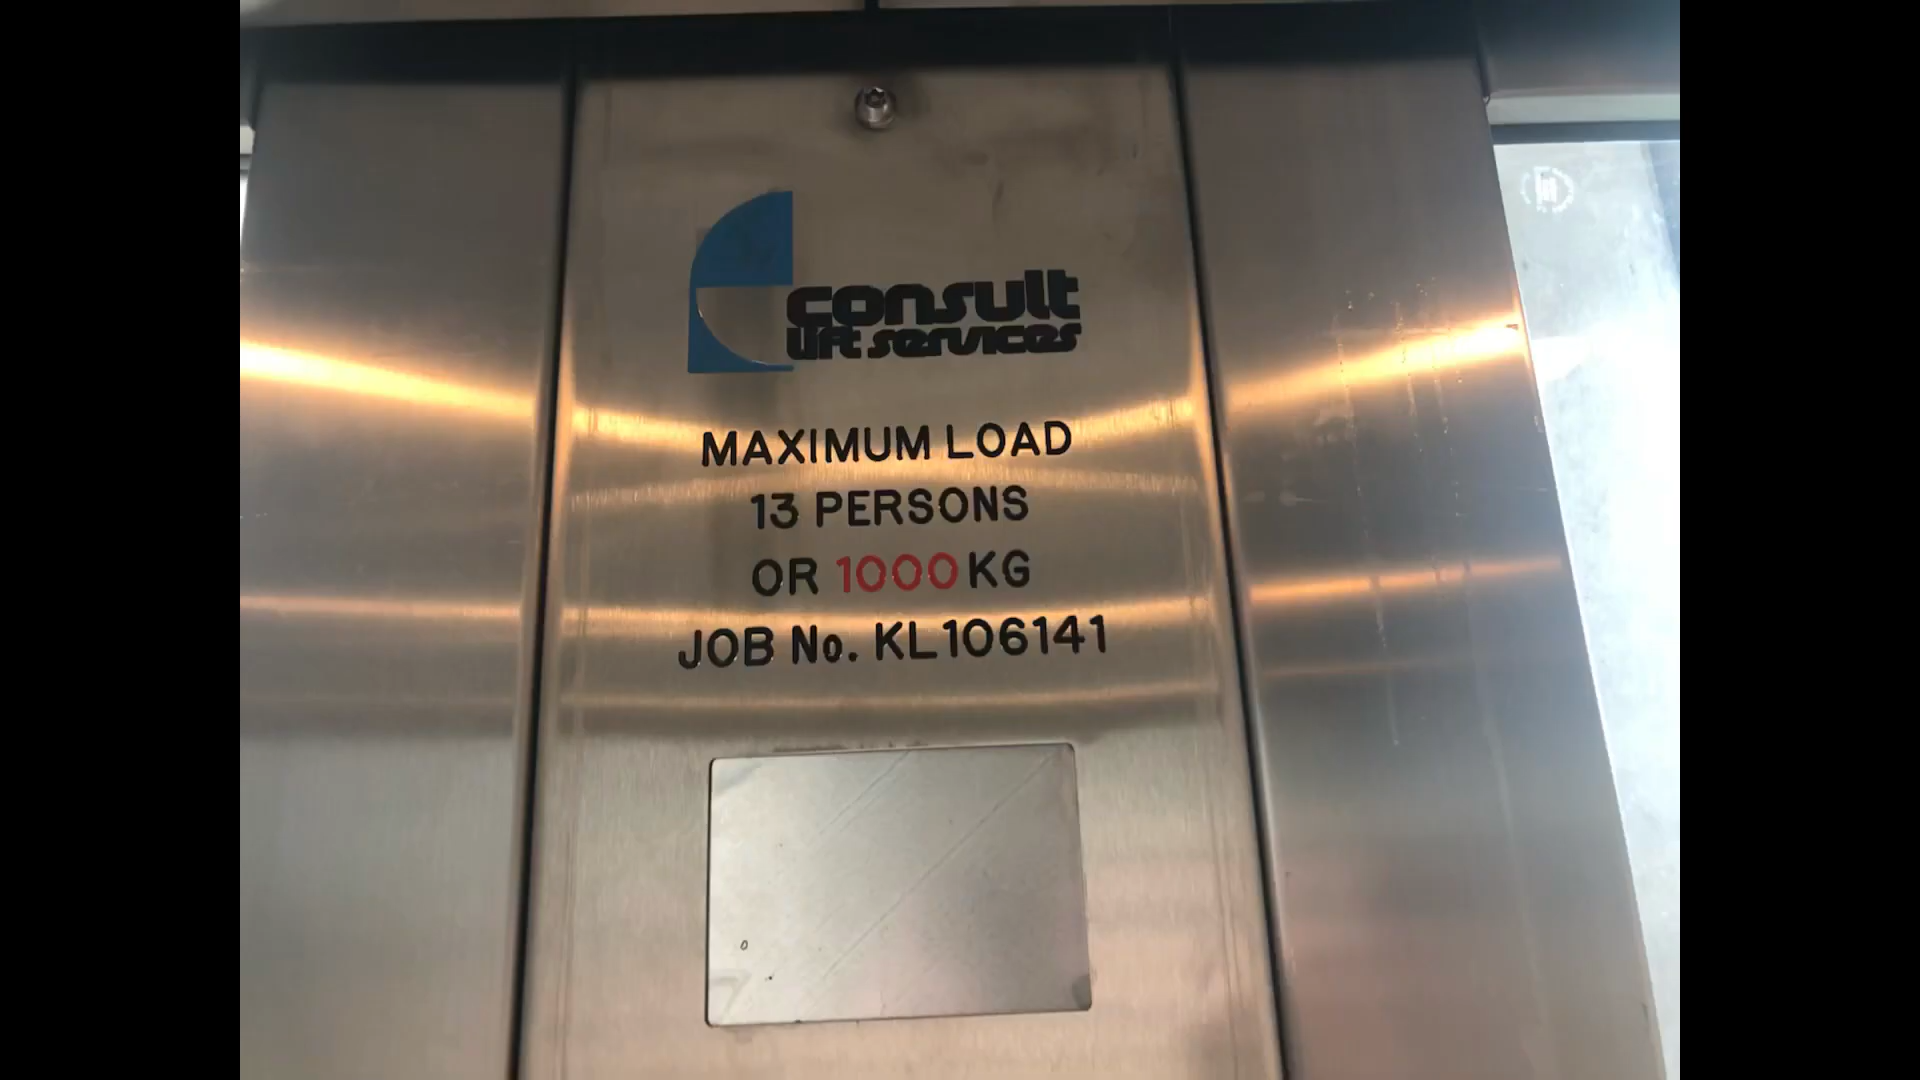 consult
lift services
MAXIMUM LOAD
13 PERSONS
OR 1000 KG
JOB No. KL106141